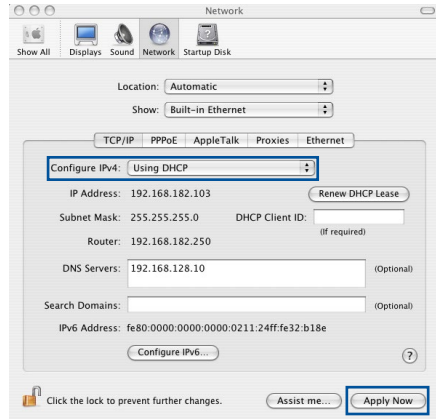 Network
Show All Displays Sound Network Startup Disk
Location: Automatic
Show: Built-in Ethernet
TCP/IP PPPoE AppleTalk Proxies Ethernet
Configure IPv4: Using DHCP
IP Address: 192.168.182.103 Renew DHCP Lease
Subnet Mask: 255.255.255.0 DHCP Client ID:
(If required)
Router: 192.168.182.250
DNS Servers: 192.168.128.10 (Optional)
Search Domains: (Optional)
IPv6 Address: fe80:0000:0000:0000:0211:24ff:fe32:b18e
Configure IPv6... ?
Click the lock to prevent further changes. Assist me... Apply Now